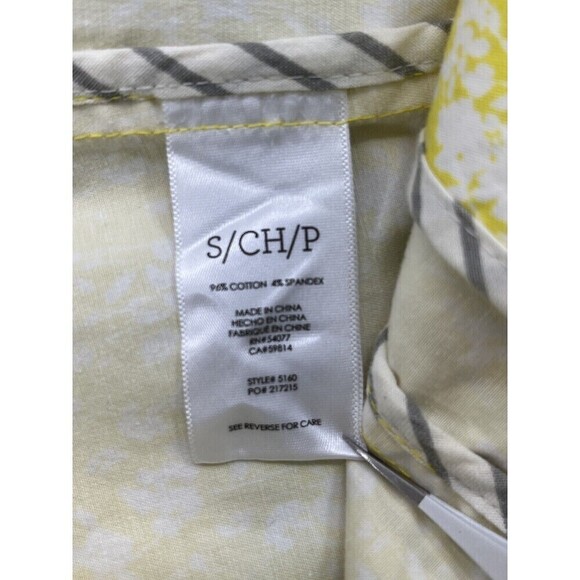 S/CH/P
96% COTTON 4% SPANDEX
MADE IN CHINA
HECHO EN CHINA
FABRIQUÉ EN CHINE
RN#54077
CA#59814
STYLE# 5160
PO# 217215
SEE REVERSE FOR CARE